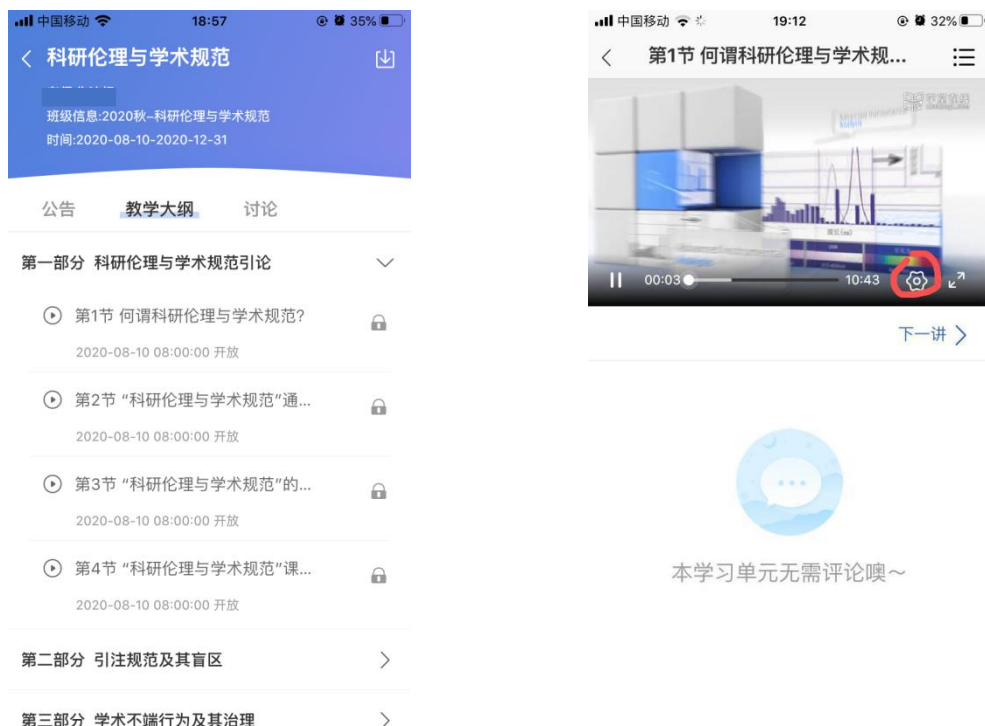 中国移动 18:57 35%
科研伦理与学术规范
班级信息:2020秋-科研伦理与学术规范
时间:2020-08-10-2020-12-31
公告 教学大纲 讨论
第一部分 科研伦理与学术规范引论
第1节 何谓科研伦理与学术规范?
2020-08-10 08:00:00 开放
第2节 “科研伦理与学术规范”通...
2020-08-10 08:00:00 开放
第3节 “科研伦理与学术规范”的...
2020-08-10 08:00:00 开放
第4节 “科研伦理与学术规范”课...
2020-08-10 08:00:00 开放
第二部分 引注规范及其盲区
第三部分 学术不端行为及其治理
中国移动 19:12 32%
第1节 何谓科研伦理与学术规...
学堂在线
00:03 10:43
下一讲
本学习单元无需评论噢~